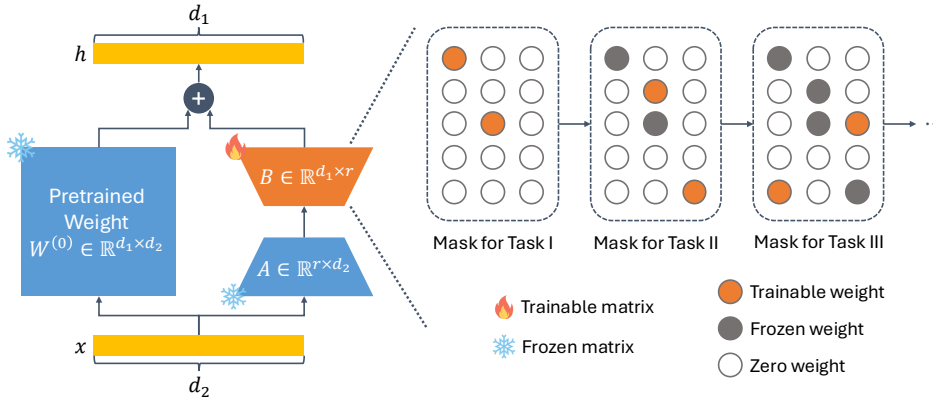 d₁
h
+
Pretrained
Weight
W⁽⁰⁾ ∈ ℝ^{d₁×d₂}
B ∈ ℝ^{d₁×r}
A ∈ ℝ^{r×d₂}
x
d₂
Mask for Task I
Mask for Task II
Mask for Task III
Trainable matrix
Frozen matrix
Trainable weight
Frozen weight
Zero weight